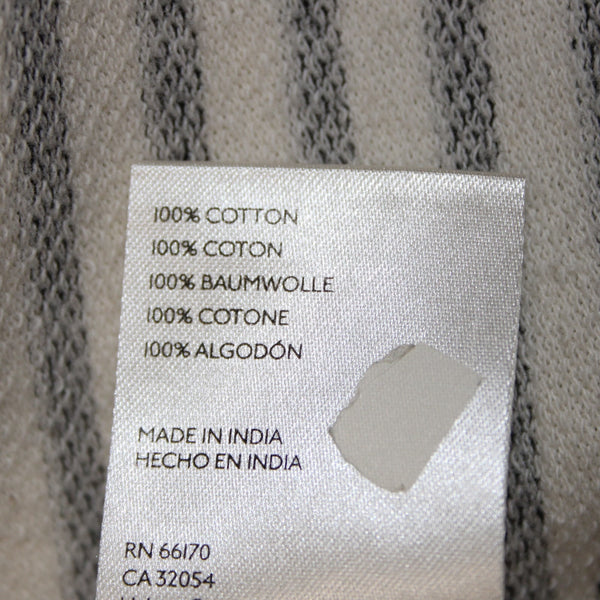 100% COTTON
100% COTON
100% BAUMWOLLE
100% COTONE
100% ALGODÓN
MADE IN INDIA
HECHO EN INDIA
RN 66170
CA 32054